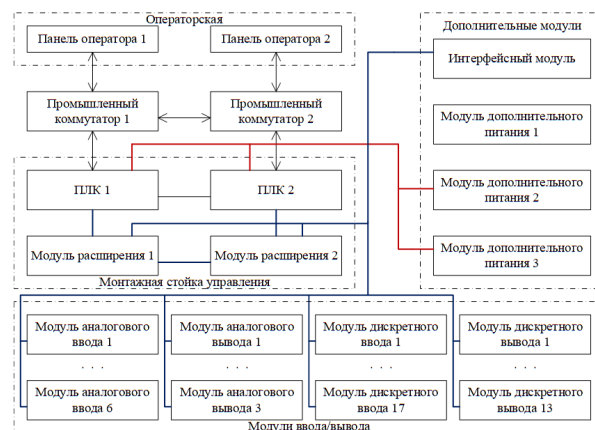 Операторская
Панель оператора 1
Панель оператора 2
Дополнительные модули
Интерфейсный модуль
Промышленный
коммутатор 1
Промышленный
коммутатор 2
Модуль дополнительного
питания 1
ПЛК 1
ПЛК 2
Модуль дополнительного
питания 2
Модуль расширения 1
Модуль расширения 2
Модуль дополнительного
питания 3
Монтажная стойка управления
Модуль аналогового
ввода 1
Модуль аналогового
вывода 1
Модуль дискретного
ввода 1
Модуль дискретного
вывода 1
. . .
. . .
. . .
. . .
Модуль аналогового
ввода 6
Модуль аналогового
вывода 3
Модуль дискретного
ввода 17
Модуль дискретного
вывода 13
Модули ввода/вывода